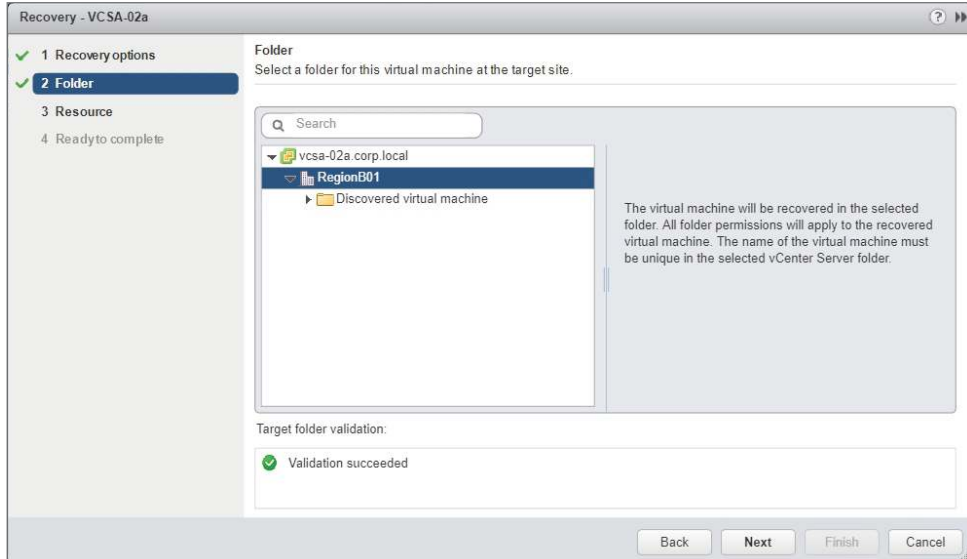 Recovery - VCSA-02a
1 Recovery options
2 Folder
3 Resource
4 Ready to complete
Folder
Select a folder for this virtual machine at the target site.
Search
vcsa-02a.corp.local
RegionB01
Discovered virtual machine
The virtual machine will be recovered in the selected
folder. All folder permissions will apply to the recovered
virtual machine. The name of the virtual machine must
be unique in the selected vCenter Server folder.
Target folder validation:
Validation succeeded
Back
Next
Finish
Cancel